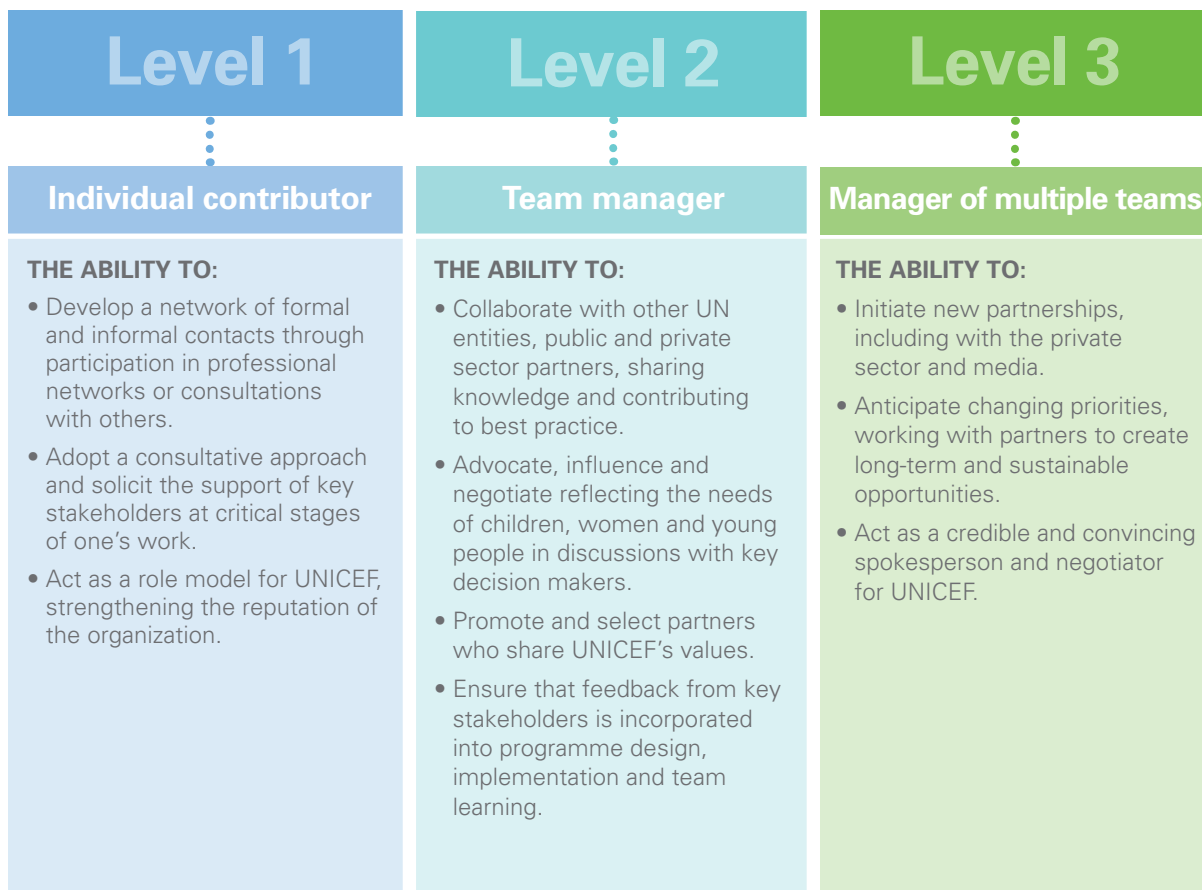 Level 1
Individual contributor
THE ABILITY TO:
• Develop a network of formal
and informal contacts through
participation in professional
networks or consultations
with others.
• Adopt a consultative approach
and solicit the support of key
stakeholders at critical stages
of one’s work.
• Act as a role model for UNICEF,
strengthening the reputation of
the organization.
Level 2
Team manager
THE ABILITY TO:
• Collaborate with other UN
entities, public and private
sector partners, sharing
knowledge and contributing
to best practice.
• Advocate, influence and
negotiate reflecting the needs
of children, women and young
people in discussions with key
decision makers.
• Promote and select partners
who share UNICEF’s values.
• Ensure that feedback from key
stakeholders is incorporated
into programme design,
implementation and team
learning.
Level 3
Manager of multiple teams
THE ABILITY TO:
• Initiate new partnerships,
including with the private
sector and media.
• Anticipate changing priorities,
working with partners to create
long-term and sustainable
opportunities.
• Act as a credible and convincing
spokesperson and negotiator
for UNICEF.